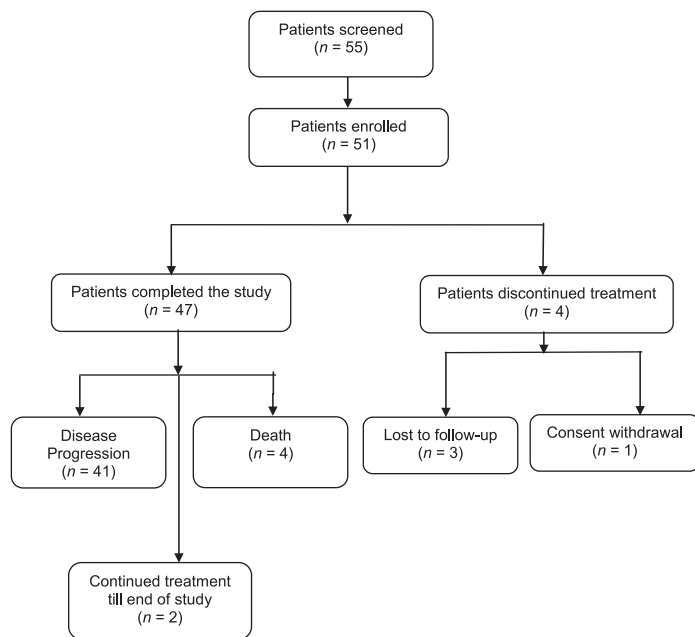 Patients screened
(n = 55)
Patients enrolled
(n = 51)
Patients completed the study
(n = 47)
Patients discontinued treatment
(n = 4)
Disease
Progression
(n = 41)
Death
(n = 4)
Lost to follow-up
(n = 3)
Consent withdrawal
(n = 1)
Continued treatment
till end of study
(n = 2)